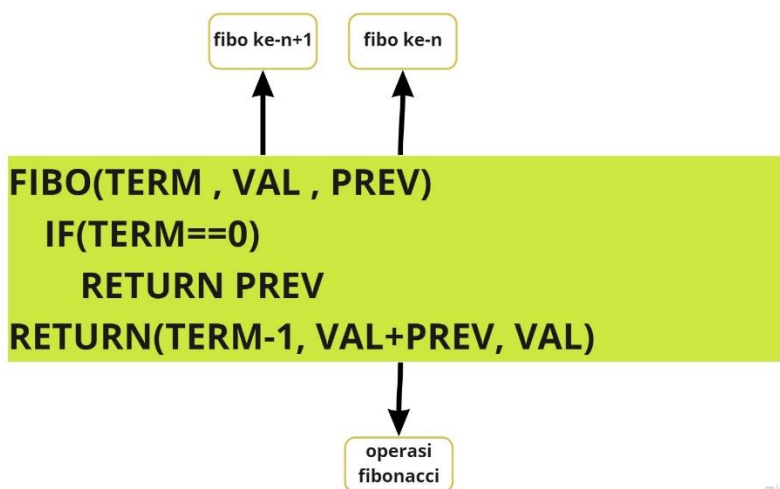 fibo ke-n+1
fibo ke-n
FIBO(TERM , VAL , PREV)
IF(TERM==0)
RETURN PREV
RETURN(TERM-1, VAL+PREV, VAL)
operasi
fibonacci